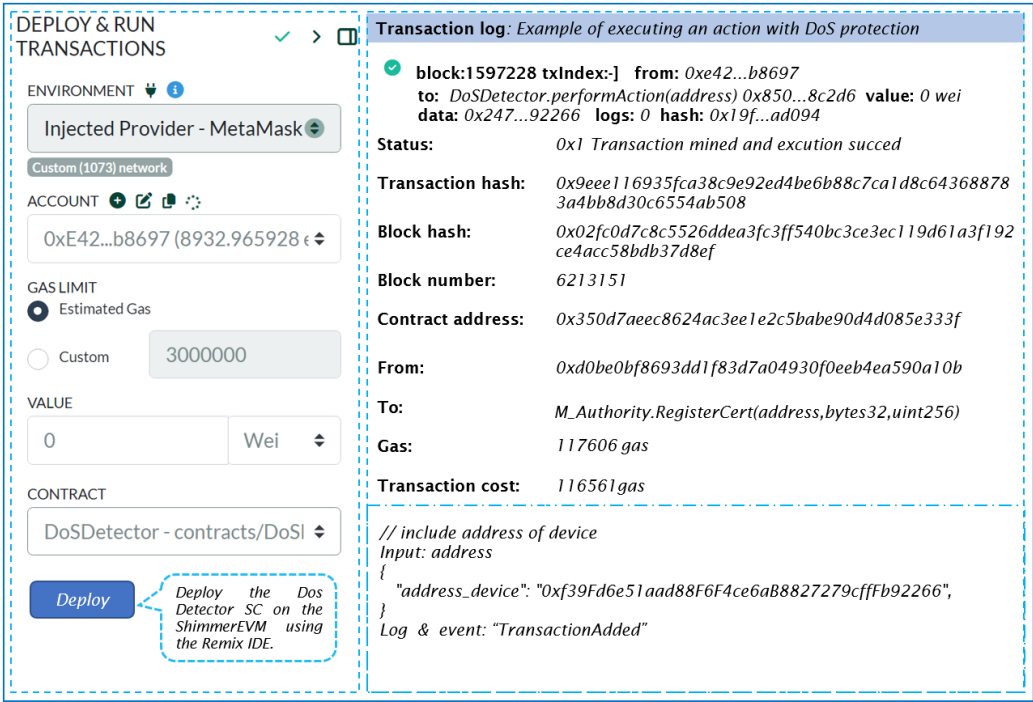 DEPLOY & RUN
TRANSACTIONS
ENVIRONMENT
Injected Provider - MetaMask
Custom (1073) network
ACCOUNT
0xE42...b8697 (8932.965928 e
GAS LIMIT
Estimated Gas
Custom
3000000
VALUE
0
Wei
CONTRACT
DoSDetector - contracts/DoSI
Deploy
Deploy the Dos
Detector SC on the
ShimmerEVM using
the Remix IDE.
Transaction log: Example of executing an action with DoS protection
block:1597228 txIndex:-] from: 0xe42...b8697
to: DoSDetector.performAction(address) 0x850...8c2d6 value: 0 wei
data: 0x247...92266 logs: 0 hash: 0x19f...ad094
Status: 0x1 Transaction mined and excution succed
Transaction hash: 0x9eee116935fca38c9e92ed4be6b88c7ca1d8c64368878
3a4bb8d30c6554ab508
Block hash: 0x02fc0d7c8c5526ddea3fc3ff540bc3ce3ec119d61a3f192
ce4acc58bdb37d8ef
Block number: 6213151
Contract address: 0x350d7aeec8624ac3ee1e2c5babe90d4d085e333f
From: 0xd0be0bf8693dd1f83d7a04930f0eeb4ea590a10b
To: M_Authority.RegisterCert(address,bytes32,uint256)
Gas: 117606 gas
Transaction cost: 116561gas
// include address of device
Input: address
{
"address_device": "0xf39Fd6e51aad88F6F4ce6aB8827279cffFb92266",
}
Log & event: “TransactionAdded”